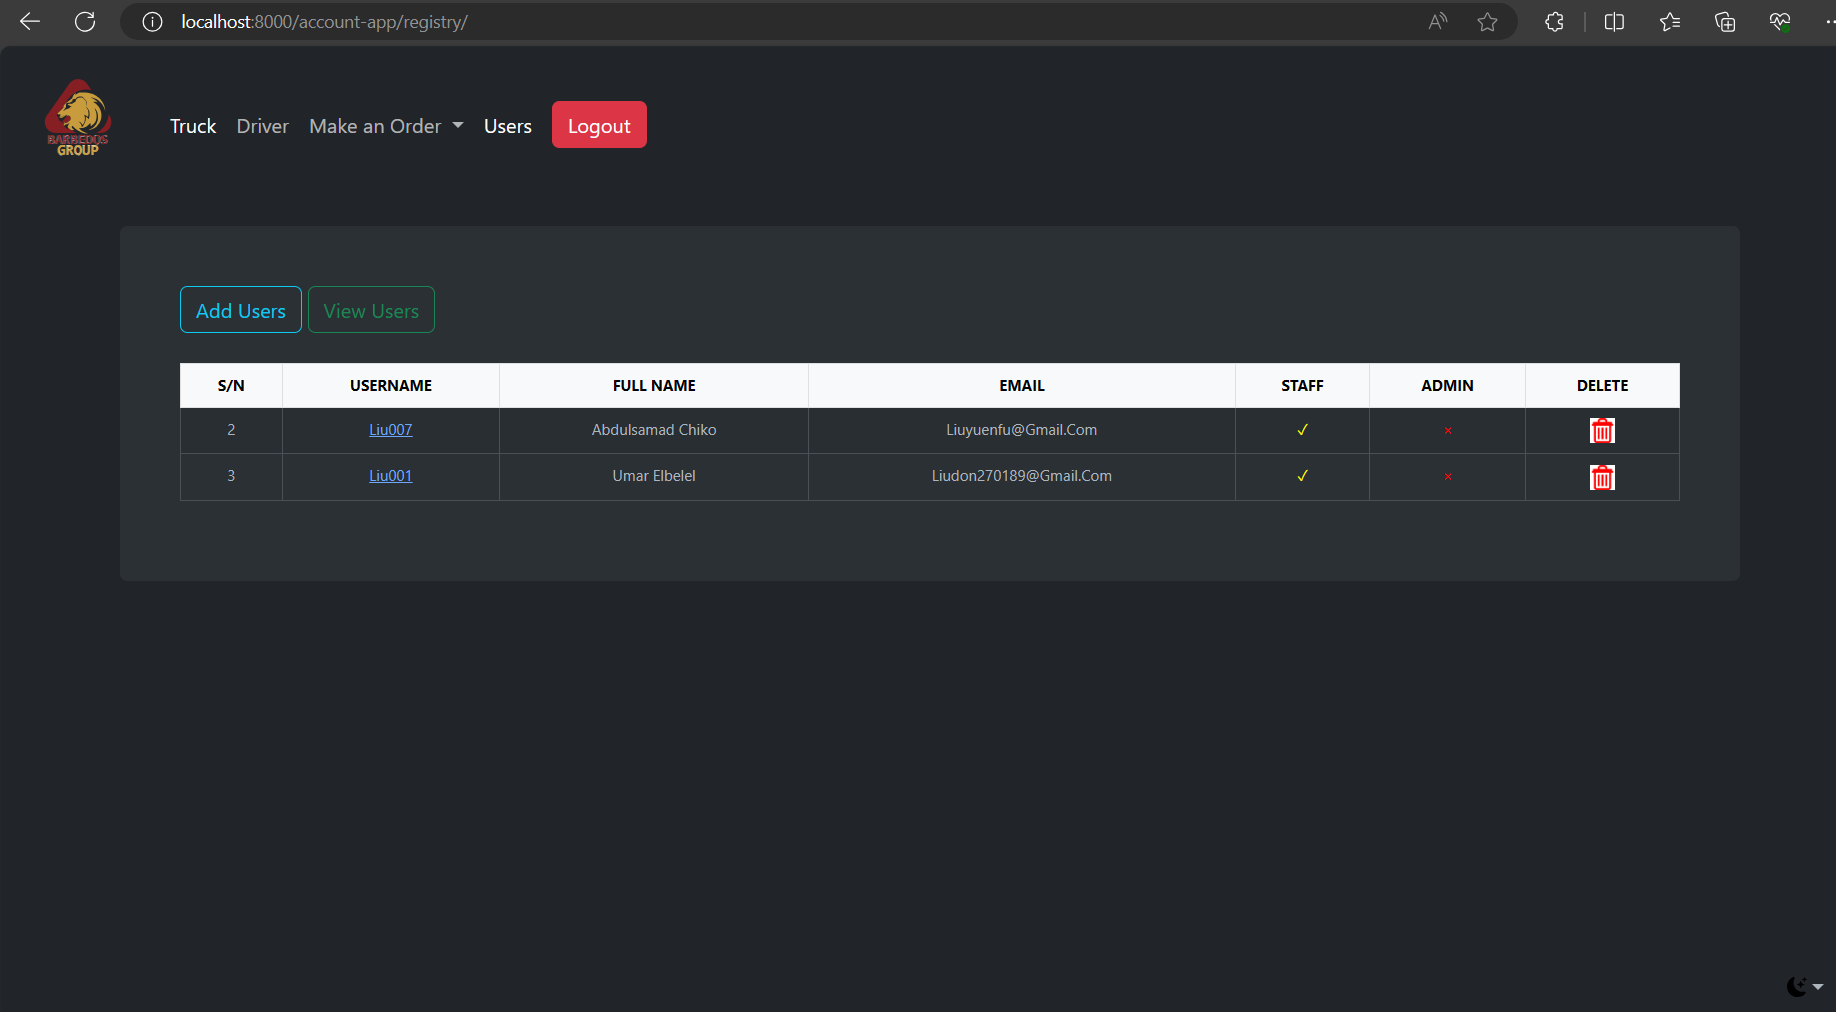 localhost:8000/account-app/registry/
BARBEDOS
GROUP
Truck Driver Make an Order Users Logout
Add Users View Users
S/N USERNAME FULL NAME EMAIL STAFF ADMIN DELETE
2 Liu007 Abdulsamad Chiko Liuyuenfu@Gmail.Com ✓ ×
3 Liu001 Umar Elbelel Liudon270189@Gmail.Com ✓ ×